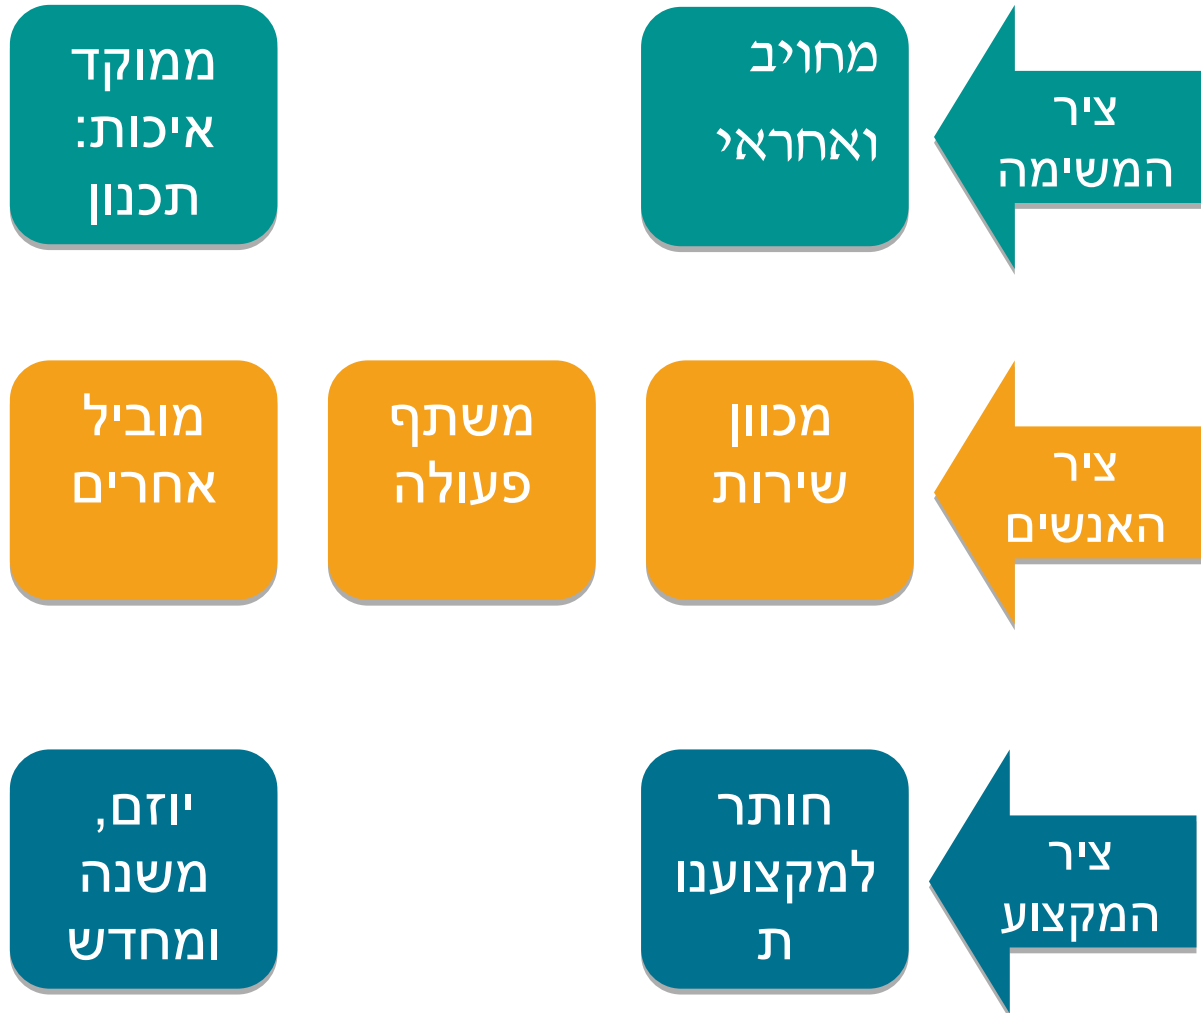 ציר
המשימה
מחויב
ואחראי
ממוקד
איכות:
תכנון
ציר
האנשים
מכוון
שירות
משתף
פעולה
מוביל
אחרים
ציר
המקצוע
חותר
למקצוענו
ת
יוזם,
משנה
ומחדש